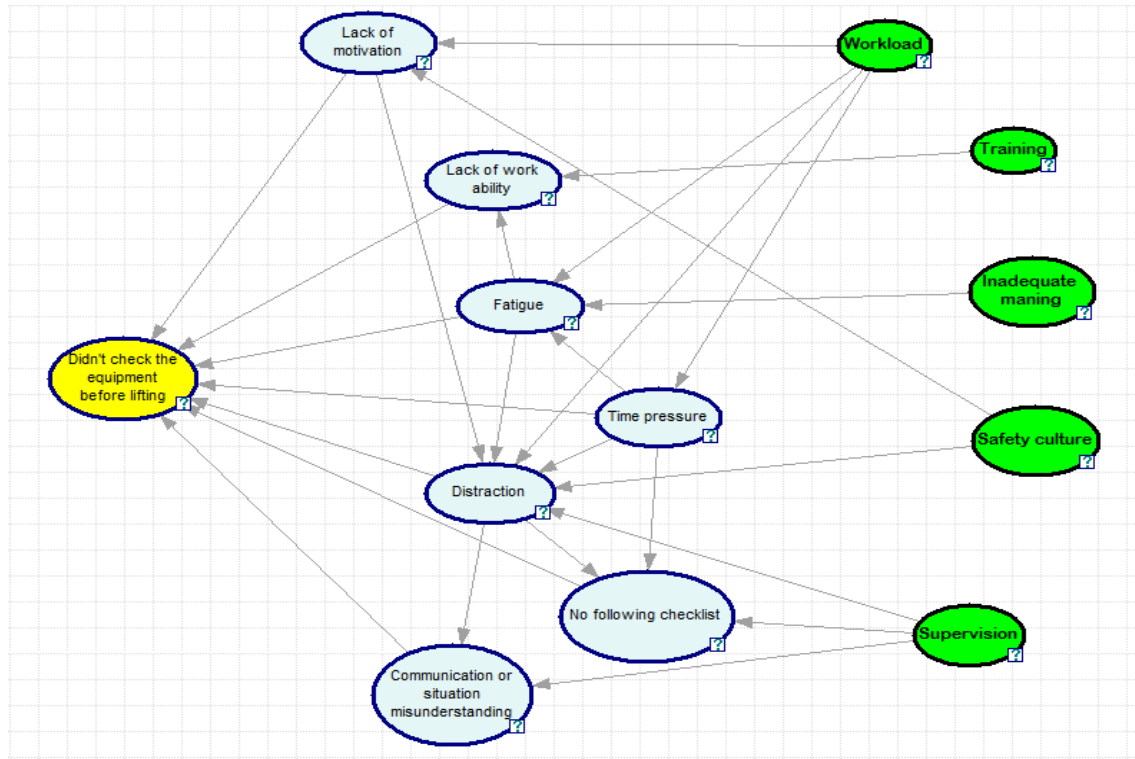 Lack of
motivation
?
Workload
?
Training
?
Lack of work
ability
?
Inadequate
maning
?
Fatigue
?
Didn't check the
equipment
before lifting
?
Time pressure
?
Safety culture
?
Distraction
?
No following checklist
?
Supervision
?
Communication or
situation
misunderstanding
?